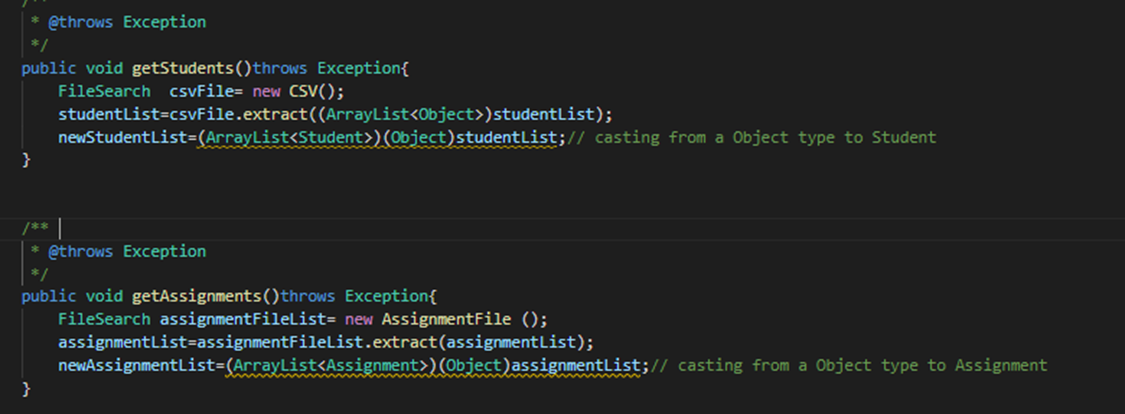 /**
* @throws Exception
*/
public void getStudents()throws Exception{
FileSearch  csvFile= new CSV();
studentList=csvFile.extract((ArrayList<Object>)studentList);
newStudentList=(ArrayList<Student>)(Object)studentList;// casting from a Object type to Student
}
/**
* @throws Exception
*/
public void getAssignments()throws Exception{
FileSearch assignmentFileList= new AssignmentFile ();
assignmentList=assignmentFileList.extract(assignmentList);
newAssignmentList=(ArrayList<Assignment>)(Object)assignmentList;// casting from a Object type to Assignment
}